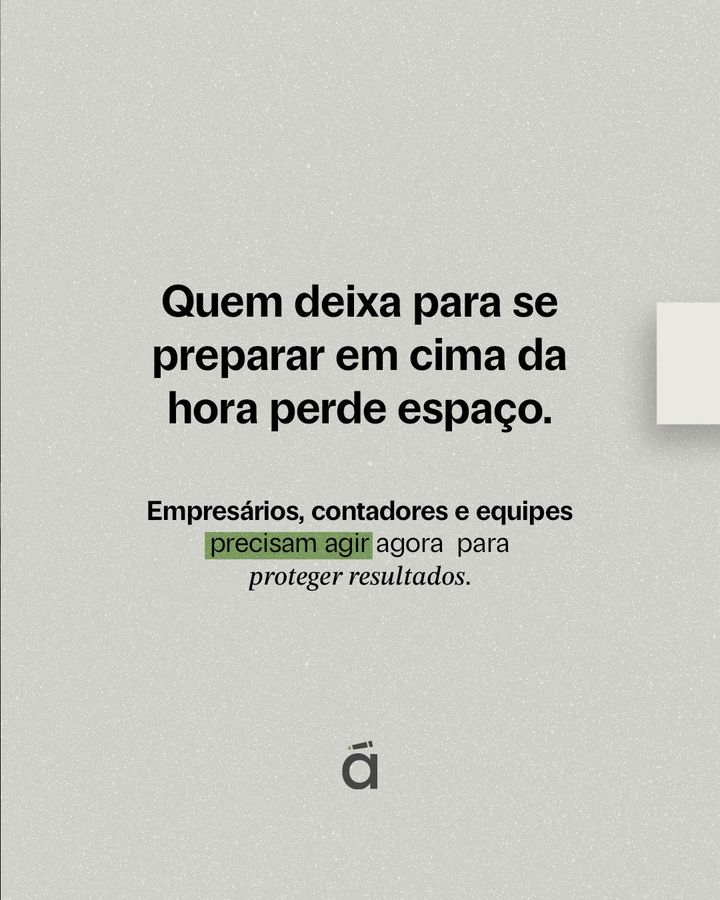 Quem deixa para se
preparar em cima da
hora perde espaço.
Empresários, contadores e equipes
precisam agir agora para
proteger resultados.
á